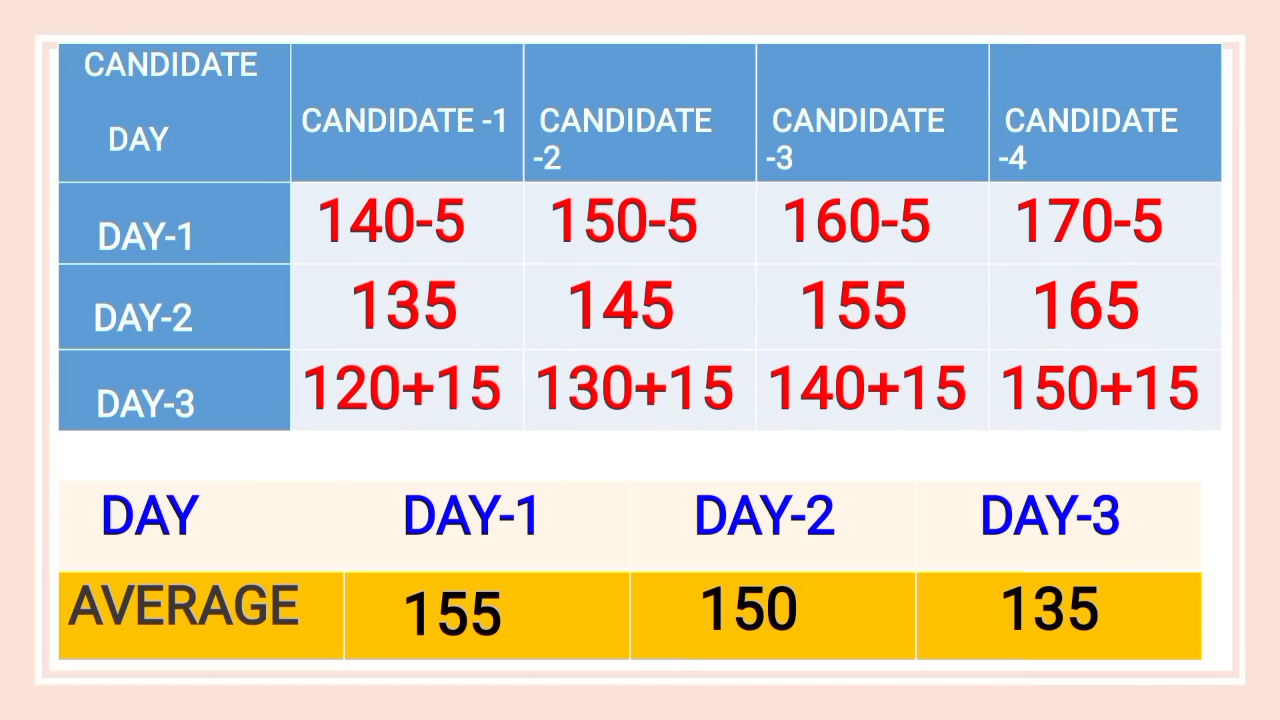 CANDIDATE
DAY
CANDIDATE -1
CANDIDATE
-2
CANDIDATE
-3
CANDIDATE
-4
DAY-1 140-5 150-5 160-5 170-5
DAY-2 135 145 155 165
DAY-3 120+15 130+15 140+15 150+15
DAY DAY-1 DAY-2 DAY-3
AVERAGE 155 150 135